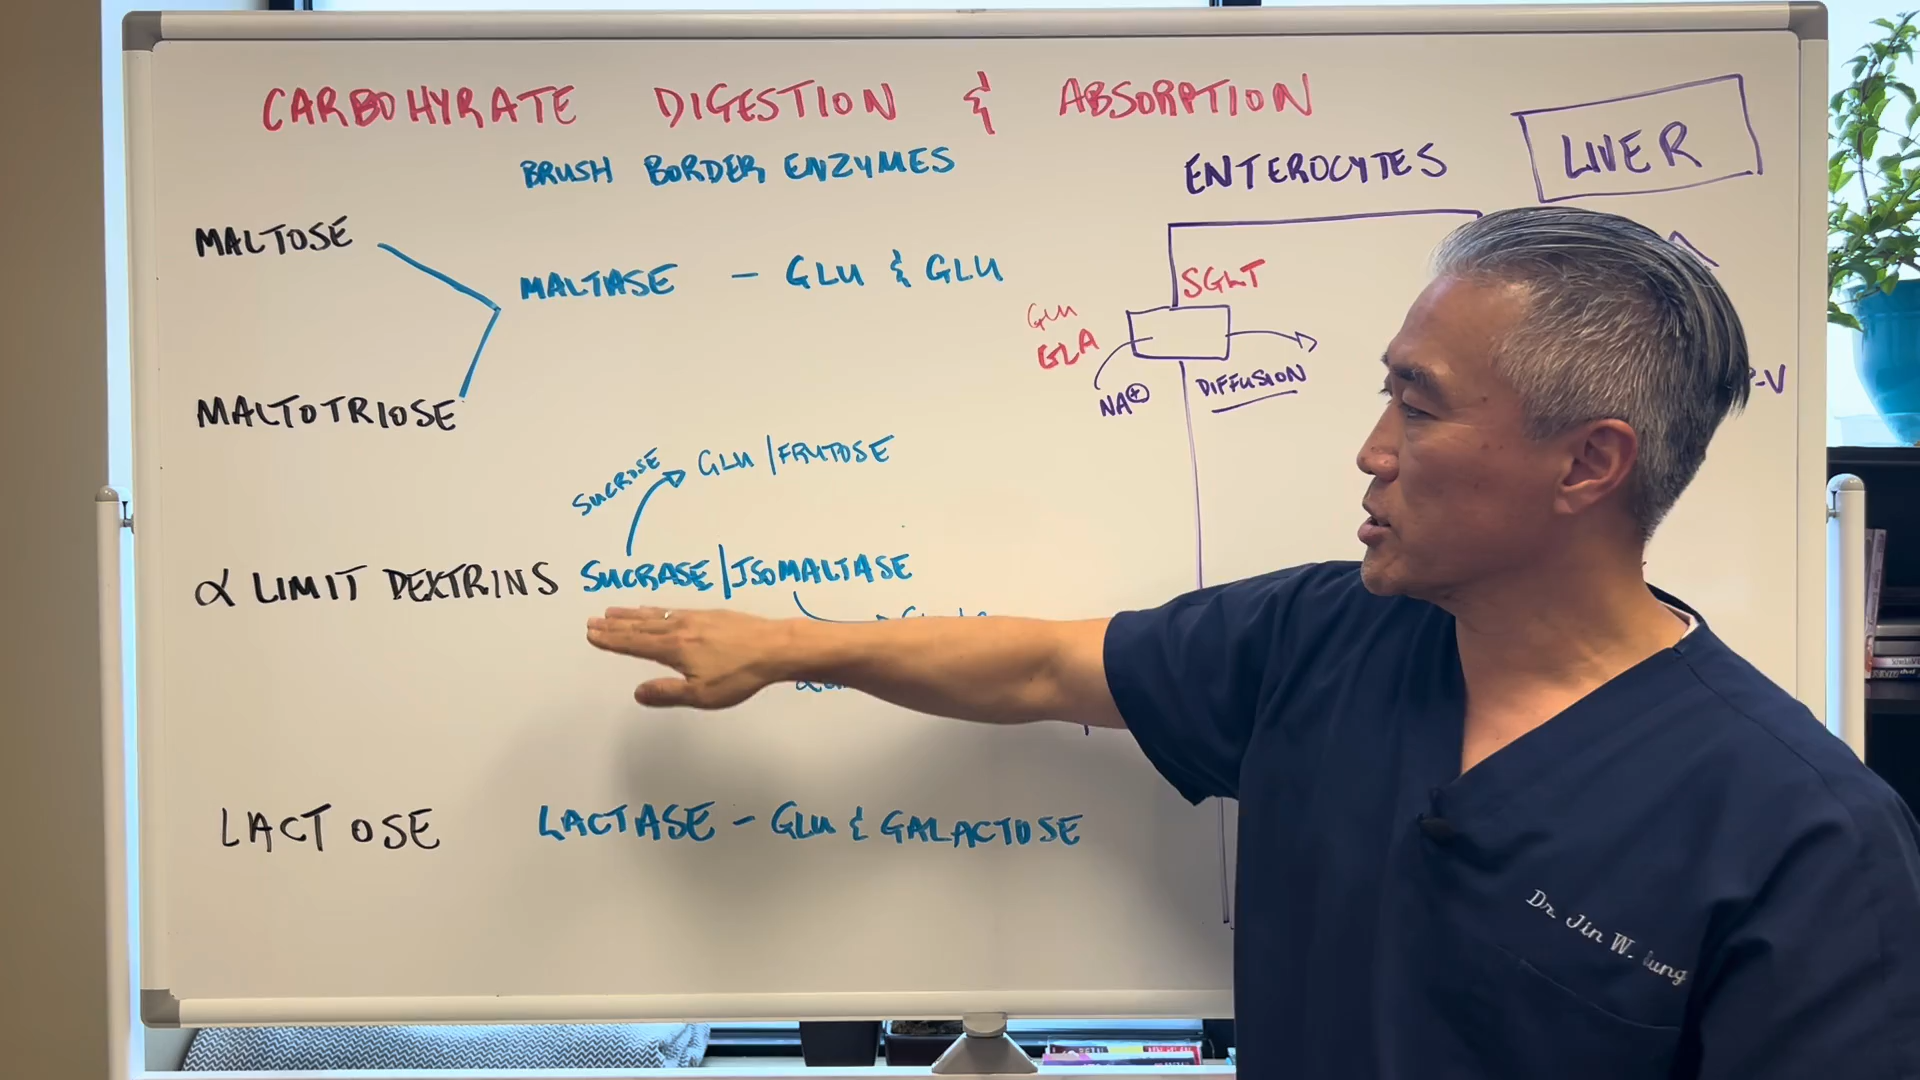 CARBOHYRATE DIGESTION & ABSORPTION
BRUSH BORDER ENZYMES
ENTEROCYTES
LIVER
MALTOSE
MALTASE - GLU & GLU
SGLT
GLU
GLA
NA⊕
DIFFUSION
-V
MALTOTRIOSE
SUCROSE
GLU/FRUTOSE
α LIMIT DEXTRINS SUCRASE/ISOMALTASE
LACTOSE LACTASE - GLU & GALACTOSE
Dr. Jin W. Sung